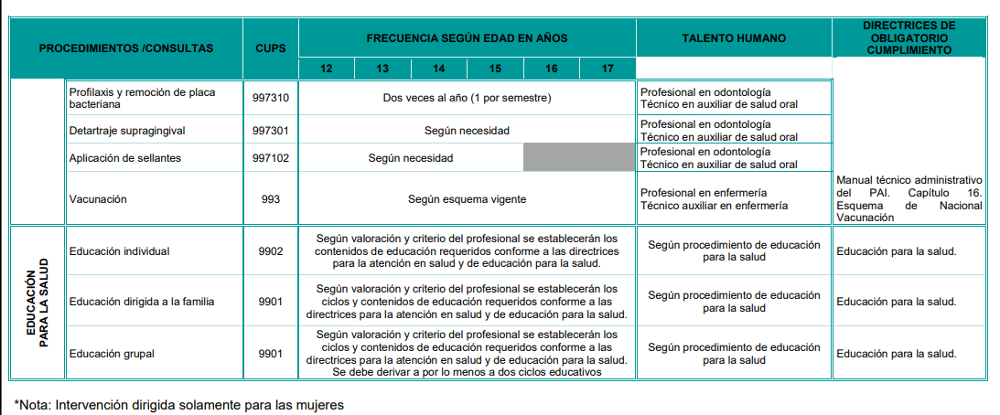 PROCEDIMIENTOS /CONSULTAS
CUPS
FRECUENCIA SEGÚN EDAD EN AÑOS
TALENTO HUMANO
DIRECTRICES DE
OBLIGATORIO
CUMPLIMIENTO
12 13 14 15 16 17
Profilaxis y remoción de placa
bacteriana
997310
Dos veces al año (1 por semestre)
Profesional en odontología
Técnico en auxiliar de salud oral
Detartraje supragingival
997301
Según necesidad
Profesional en odontología
Técnico en auxiliar de salud oral
Aplicación de sellantes
997102
Según necesidad
Profesional en odontología
Técnico en auxiliar de salud oral
Vacunación
993
Según esquema vigente
Profesional en enfermería
Técnico auxiliar en enfermería
Manual técnico administrativo
del PAI. Capítulo 16.
Esquema de Nacional
Vacunación
EDUCACIÓN
PARA LA SALUD
Educación individual
9902
Según valoración y criterio del profesional se establecerán los
contenidos de educación requeridos conforme a las directrices
para la atención en salud y de educación para la salud.
Según procedimiento de educación
para la salud
Educación para la salud.
Educación dirigida a la familia
9901
Según valoración y criterio del profesional se establecerán los
ciclos y contenidos de educación requeridos conforme a las
directrices para la atención en salud y de educación para la salud.
Según procedimiento de educación
para la salud
Educación para la salud.
Educación grupal
9901
Según valoración y criterio del profesional se establecerán los
ciclos y contenidos de educación requeridos conforme a las
directrices para la atención en salud y de educación para la salud.
Se debe derivar a por lo menos a dos ciclos educativos
Según procedimiento de educación
para la salud
Educación para la salud.
*Nota: Intervención dirigida solamente para las mujeres